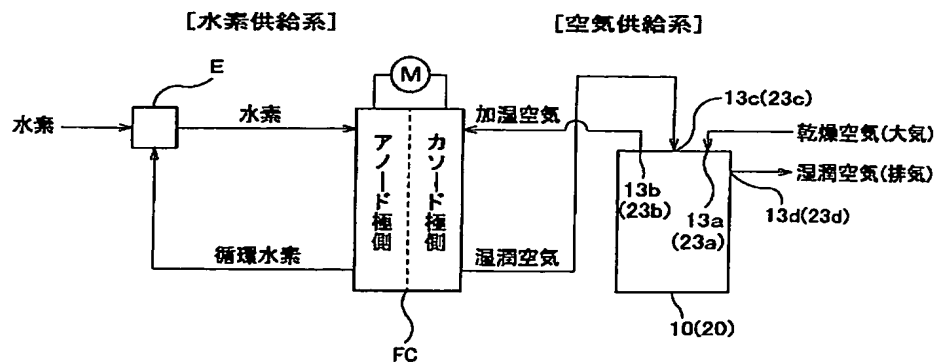 [水素供給系]
[空気供給系]
E
M
13c(23c)
水素
水素
加湿空気
乾燥空気(大気)
湿潤空気(排気)
アノード極側
カソード極側
13b
(23b)
13a
(23a)
13d(23d)
循環水素
湿潤空気
10(20)
FC